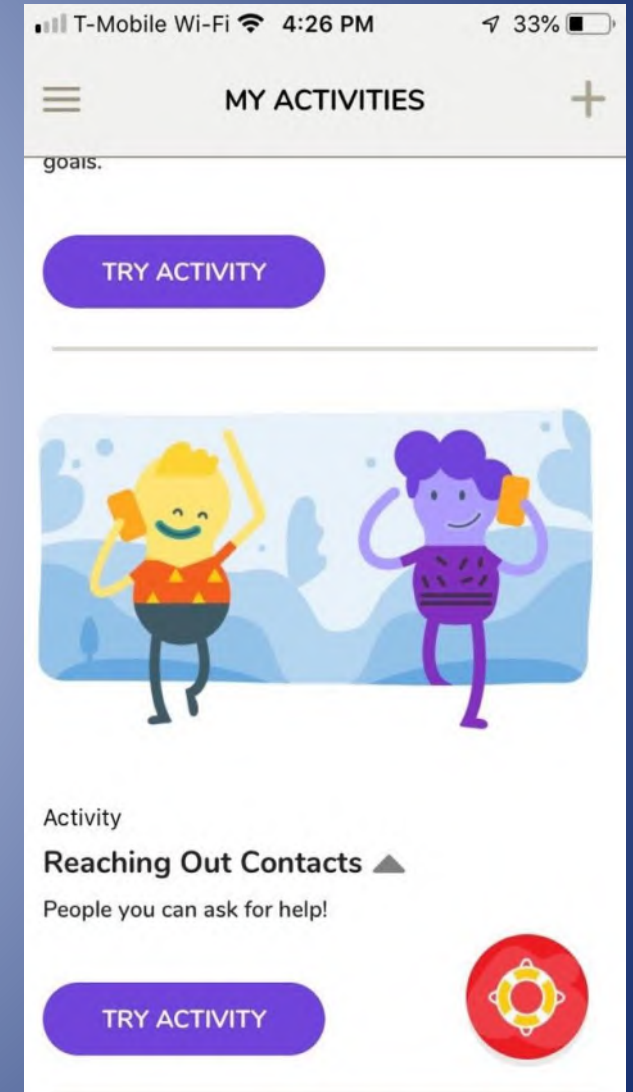 T-Mobile Wi-Fi 4:26 PM 33%
MY ACTIVITIES
goals.
TRY ACTIVITY
Activity
Reaching Out Contacts
People you can ask for help!
TRY ACTIVITY